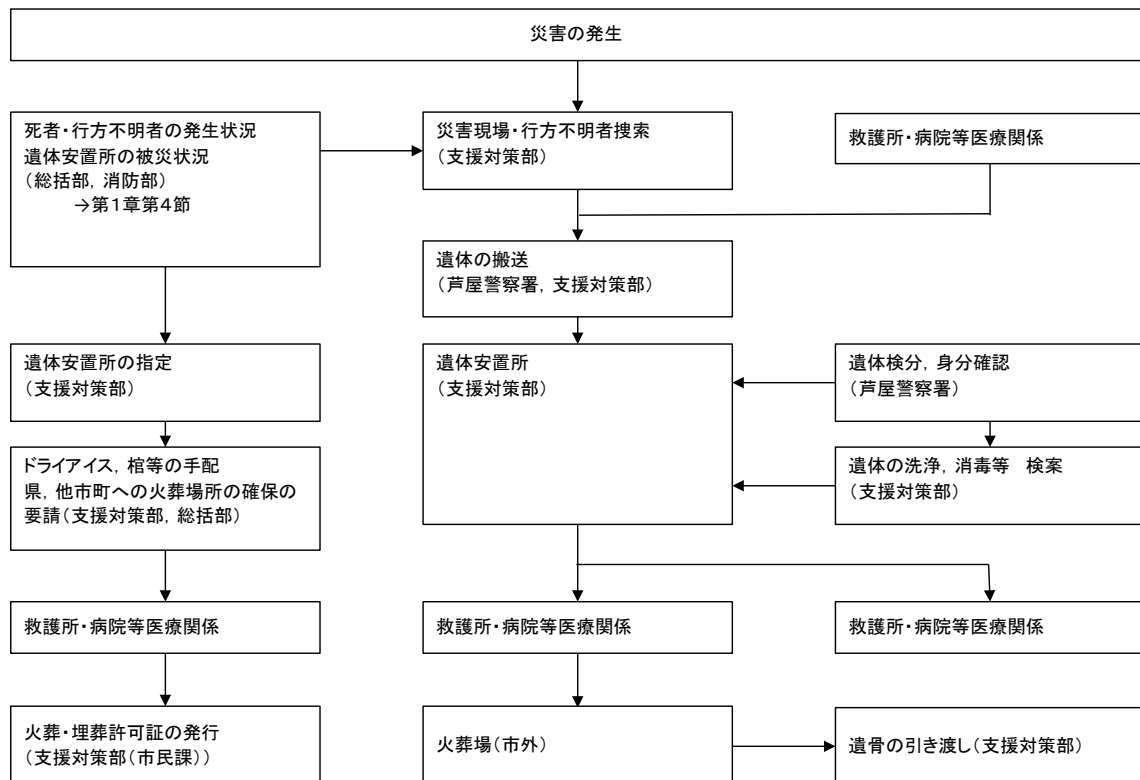 災害の発生
死者・行方不明者の発生状況
遺体安置所の被災状況
（総括部，消防部）
→第１章第４節
災害現場・行方不明者捜索
（支援対策部）
救護所・病院等医療関係
遺体の搬送
（芦屋警察署，支援対策部）
遺体安置所の指定
（支援対策部）
遺体安置所
（支援対策部）
遺体検分，身分確認
（芦屋警察署）
ドライアイス，棺等の手配
県，他市町への火葬場所の確保の
要請（支援対策部，総括部）
遺体の洗浄，消毒等　検案
（支援対策部）
救護所・病院等医療関係
救護所・病院等医療関係
救護所・病院等医療関係
火葬・埋葬許可証の発行
（支援対策部（市民課））
火葬場（市外）
遺骨の引き渡し（支援対策部）